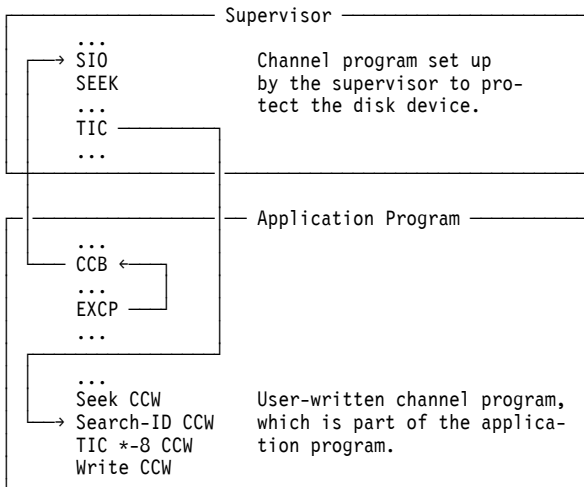 Supervisor
...
SIO Channel program set up
SEEK by the supervisor to pro-
... tect the disk device.
TIC
...
Application Program
...
CCB
...
EXCP
...
...
Seek CCW User-written channel program,
Search-ID CCW which is part of the applica-
TIC *-8 CCW tion program.
Write CCW